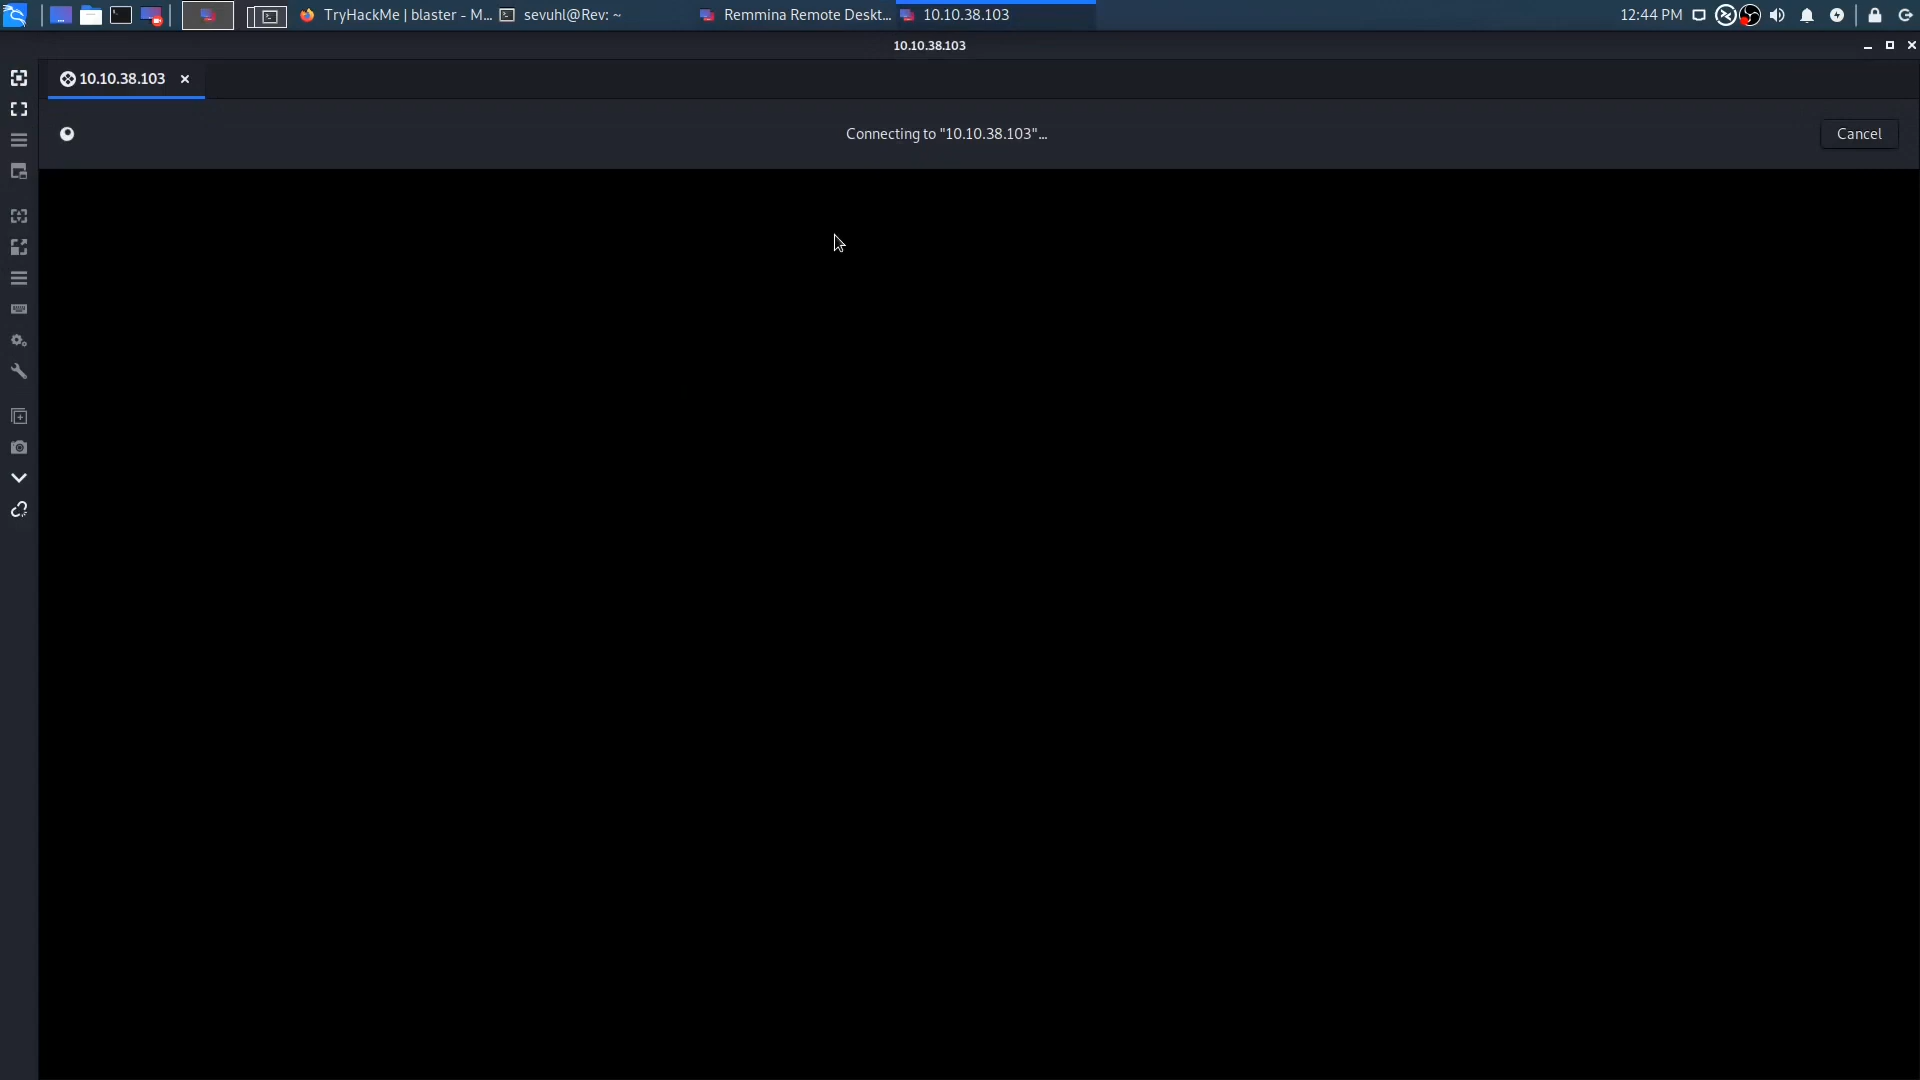 TryHackMe | blaster - M...
sevuhl@Rev: ~
Remmina Remote Deskt...
10.10.38.103
12:44 PM
10.10.38.103
10.10.38.103
Connecting to "10.10.38.103"...
Cancel